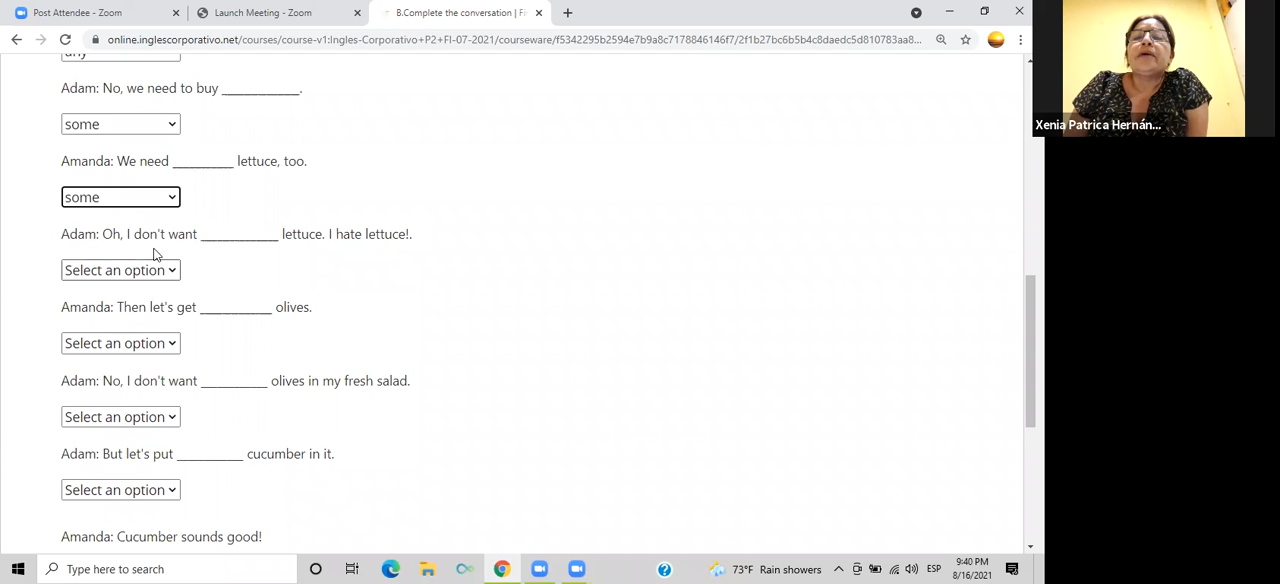 Post Attendee - Zoom
Launch Meeting - Zoom
B.Complete the conversation | Fi
online.inglescorporativo.net/courses/course-v1:Ingles-Corporativo+P2+FI-07-2021/courseware/f5342295b2594e7b9a8c7178846146f7/2f1b27bc6b5b4c8daedc5d810783aa8...
any
Adam: No, we need to buy ____________.
some
Amanda: We need _________ lettuce, too.
some
Adam: Oh, I don't want ____________ lettuce. I hate lettuce!.
Select an option
Amanda: Then let's get ___________ olives.
Select an option
Adam: No, I don't want __________ olives in my fresh salad.
Select an option
Adam: But let's put __________ cucumber in it.
Select an option
Amanda: Cucumber sounds good!
Xenia Patrica Hernán...
Type here to search
73°F Rain showers
ESP
9:40 PM
8/16/2021